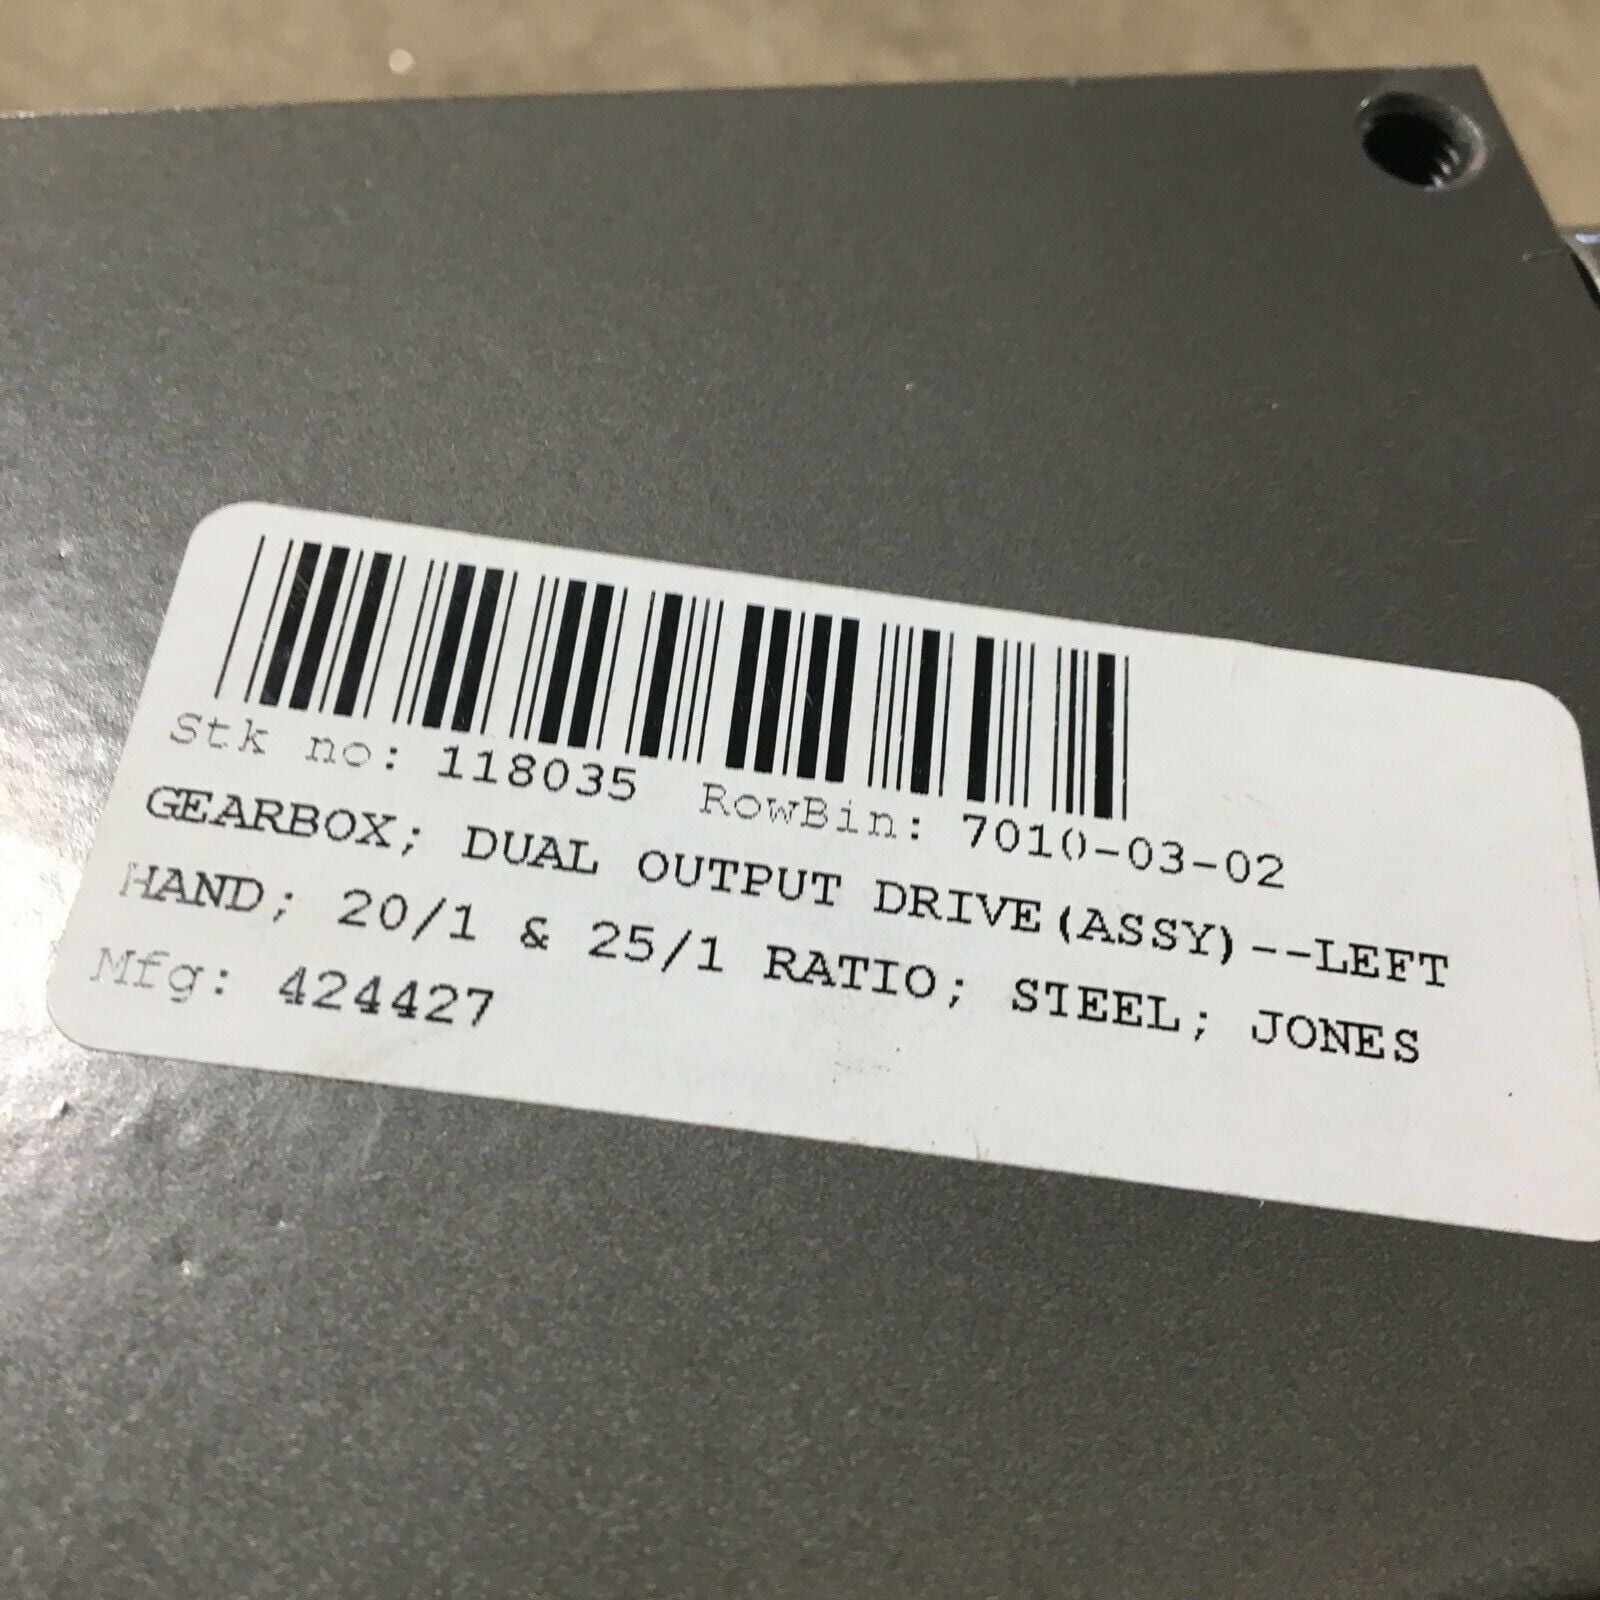 Stk no: 118035 RowBin: 7010-03-02
GEARBOX; DUAL OUTPUT DRIVE(ASSY)--LEFT
HAND; 20/1 & 25/1 RATIO; STEEL; JONES
Mfg: 424427